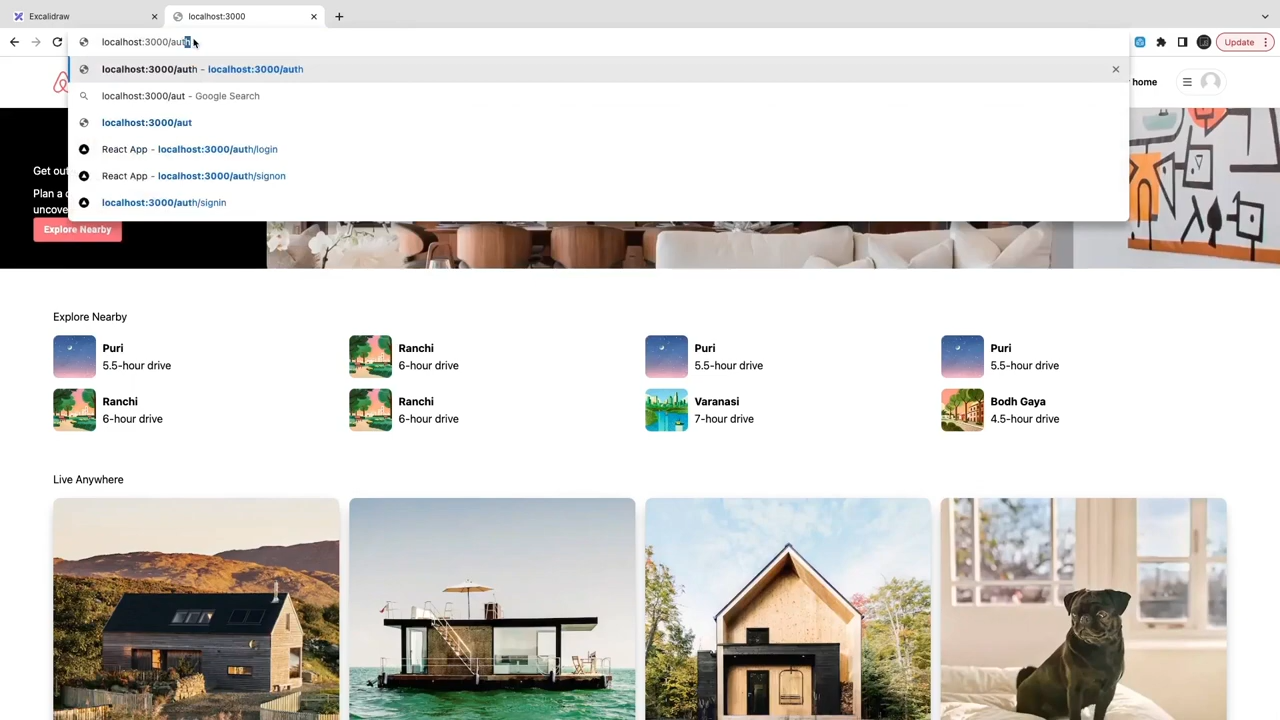 Excalidraw
localhost:3000
localhost:3000/auth
Update
localhost:3000/auth - localhost:3000/auth
localhost:3000/aut - Google Search
localhost:3000/aut
React App - localhost:3000/auth/login
React App - localhost:3000/auth/signon
localhost:3000/auth/signin
home
Get out
Plan a
uncove
Explore Nearby
Explore Nearby
Puri
5.5-hour drive
Ranchi
6-hour drive
Puri
5.5-hour drive
Puri
5.5-hour drive
Ranchi
6-hour drive
Ranchi
6-hour drive
Varanasi
7-hour drive
Bodh Gaya
4.5-hour drive
Live Anywhere